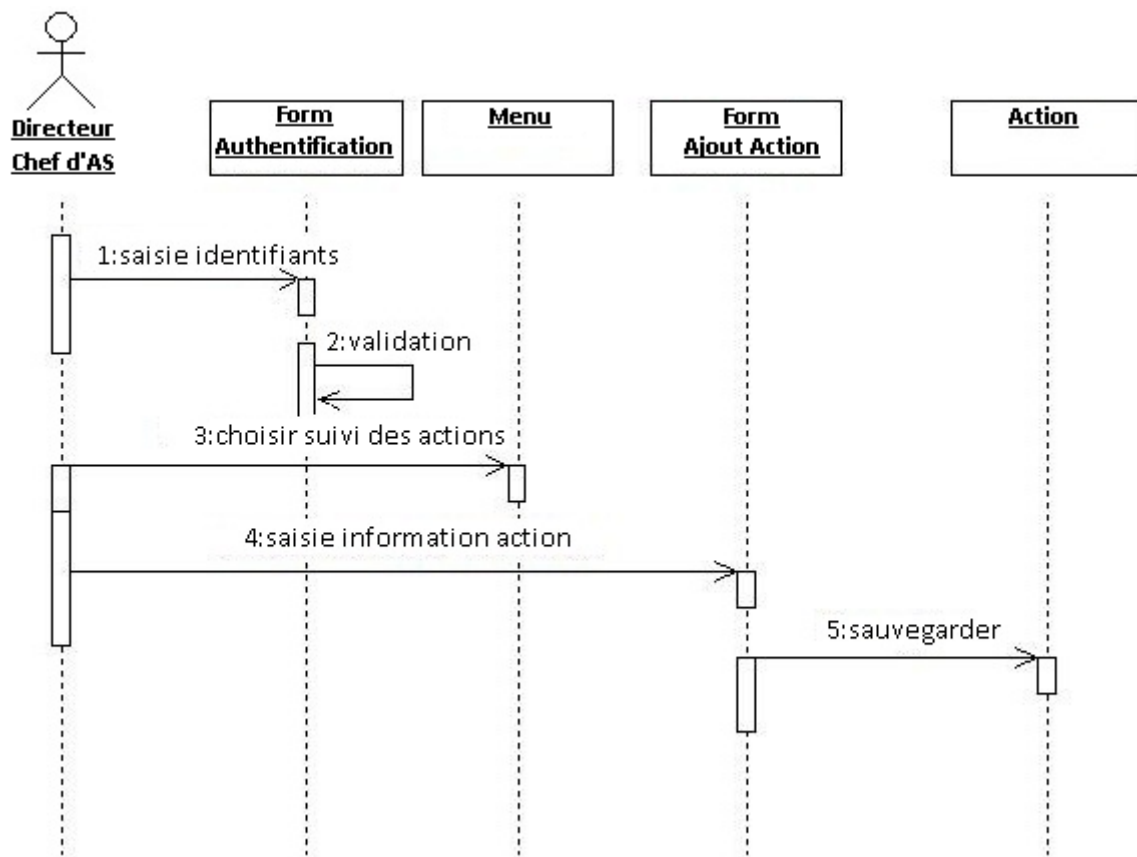 Directeur
Chef d'AS
Form
Authentification
Menu
Form
Ajout Action
Action
1:saisie identifiants
2:validation
3:choisir suivi des actions
4:saisie information action
5:sauvegarder